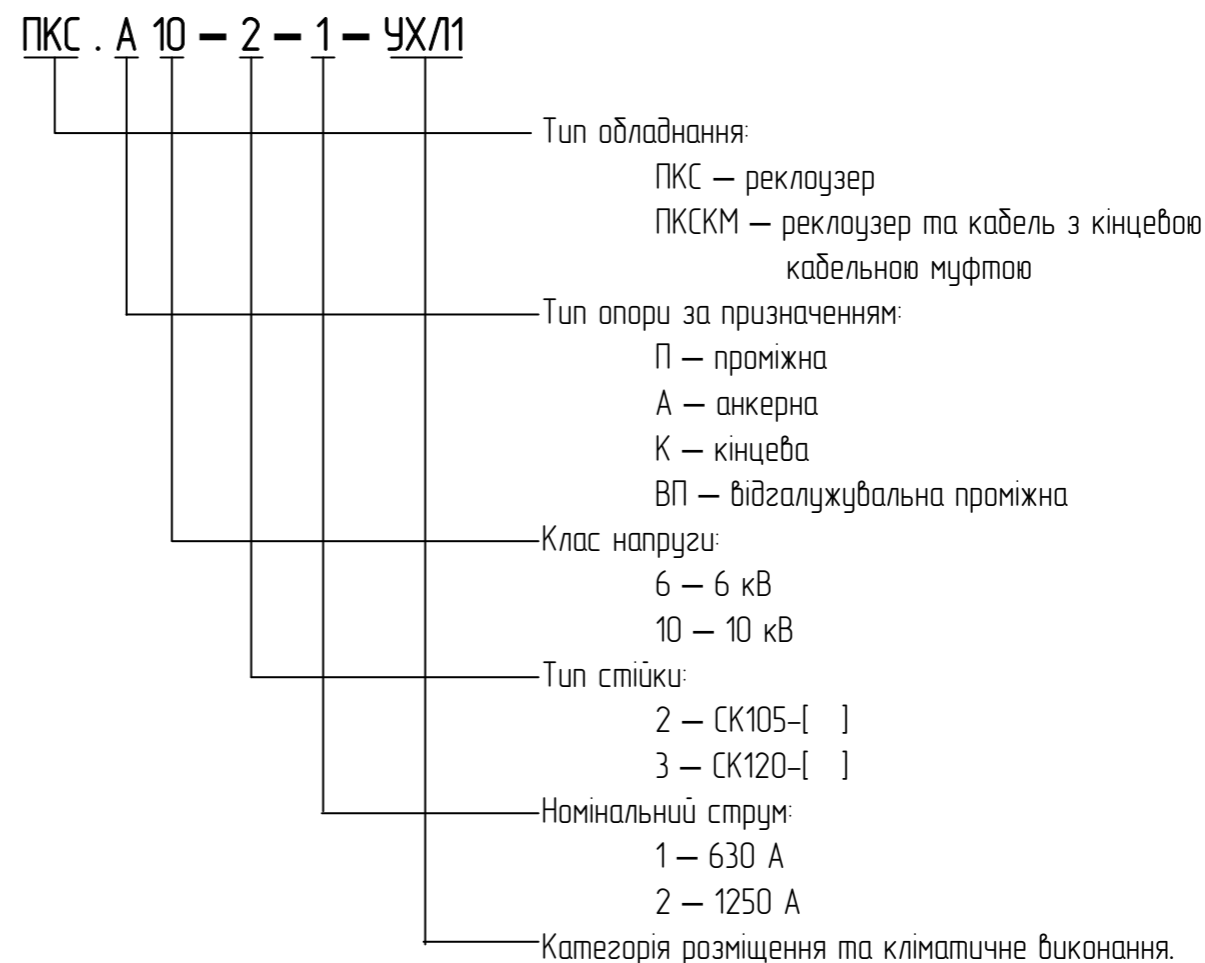 ПКС . А 10 – 2 – 1 – УХЛ1
Тип обладнання:
ПКС — реклоузер
ПКСКМ — реклоузер та кабель з кінцевою
кабельною муфтою
Тип опори за призначенням:
П — проміжна
А — анкерна
К — кінцева
ВП — відгалужувальна проміжна
Клас напруги:
6 — 6 кВ
10 — 10 кВ
Тип стійки:
2 — СК105-[ ]
3 — СК120-[ ]
Номінальний струм:
1 — 630 А
2 — 1250 А
Категорія розміщення та кліматичне виконання.